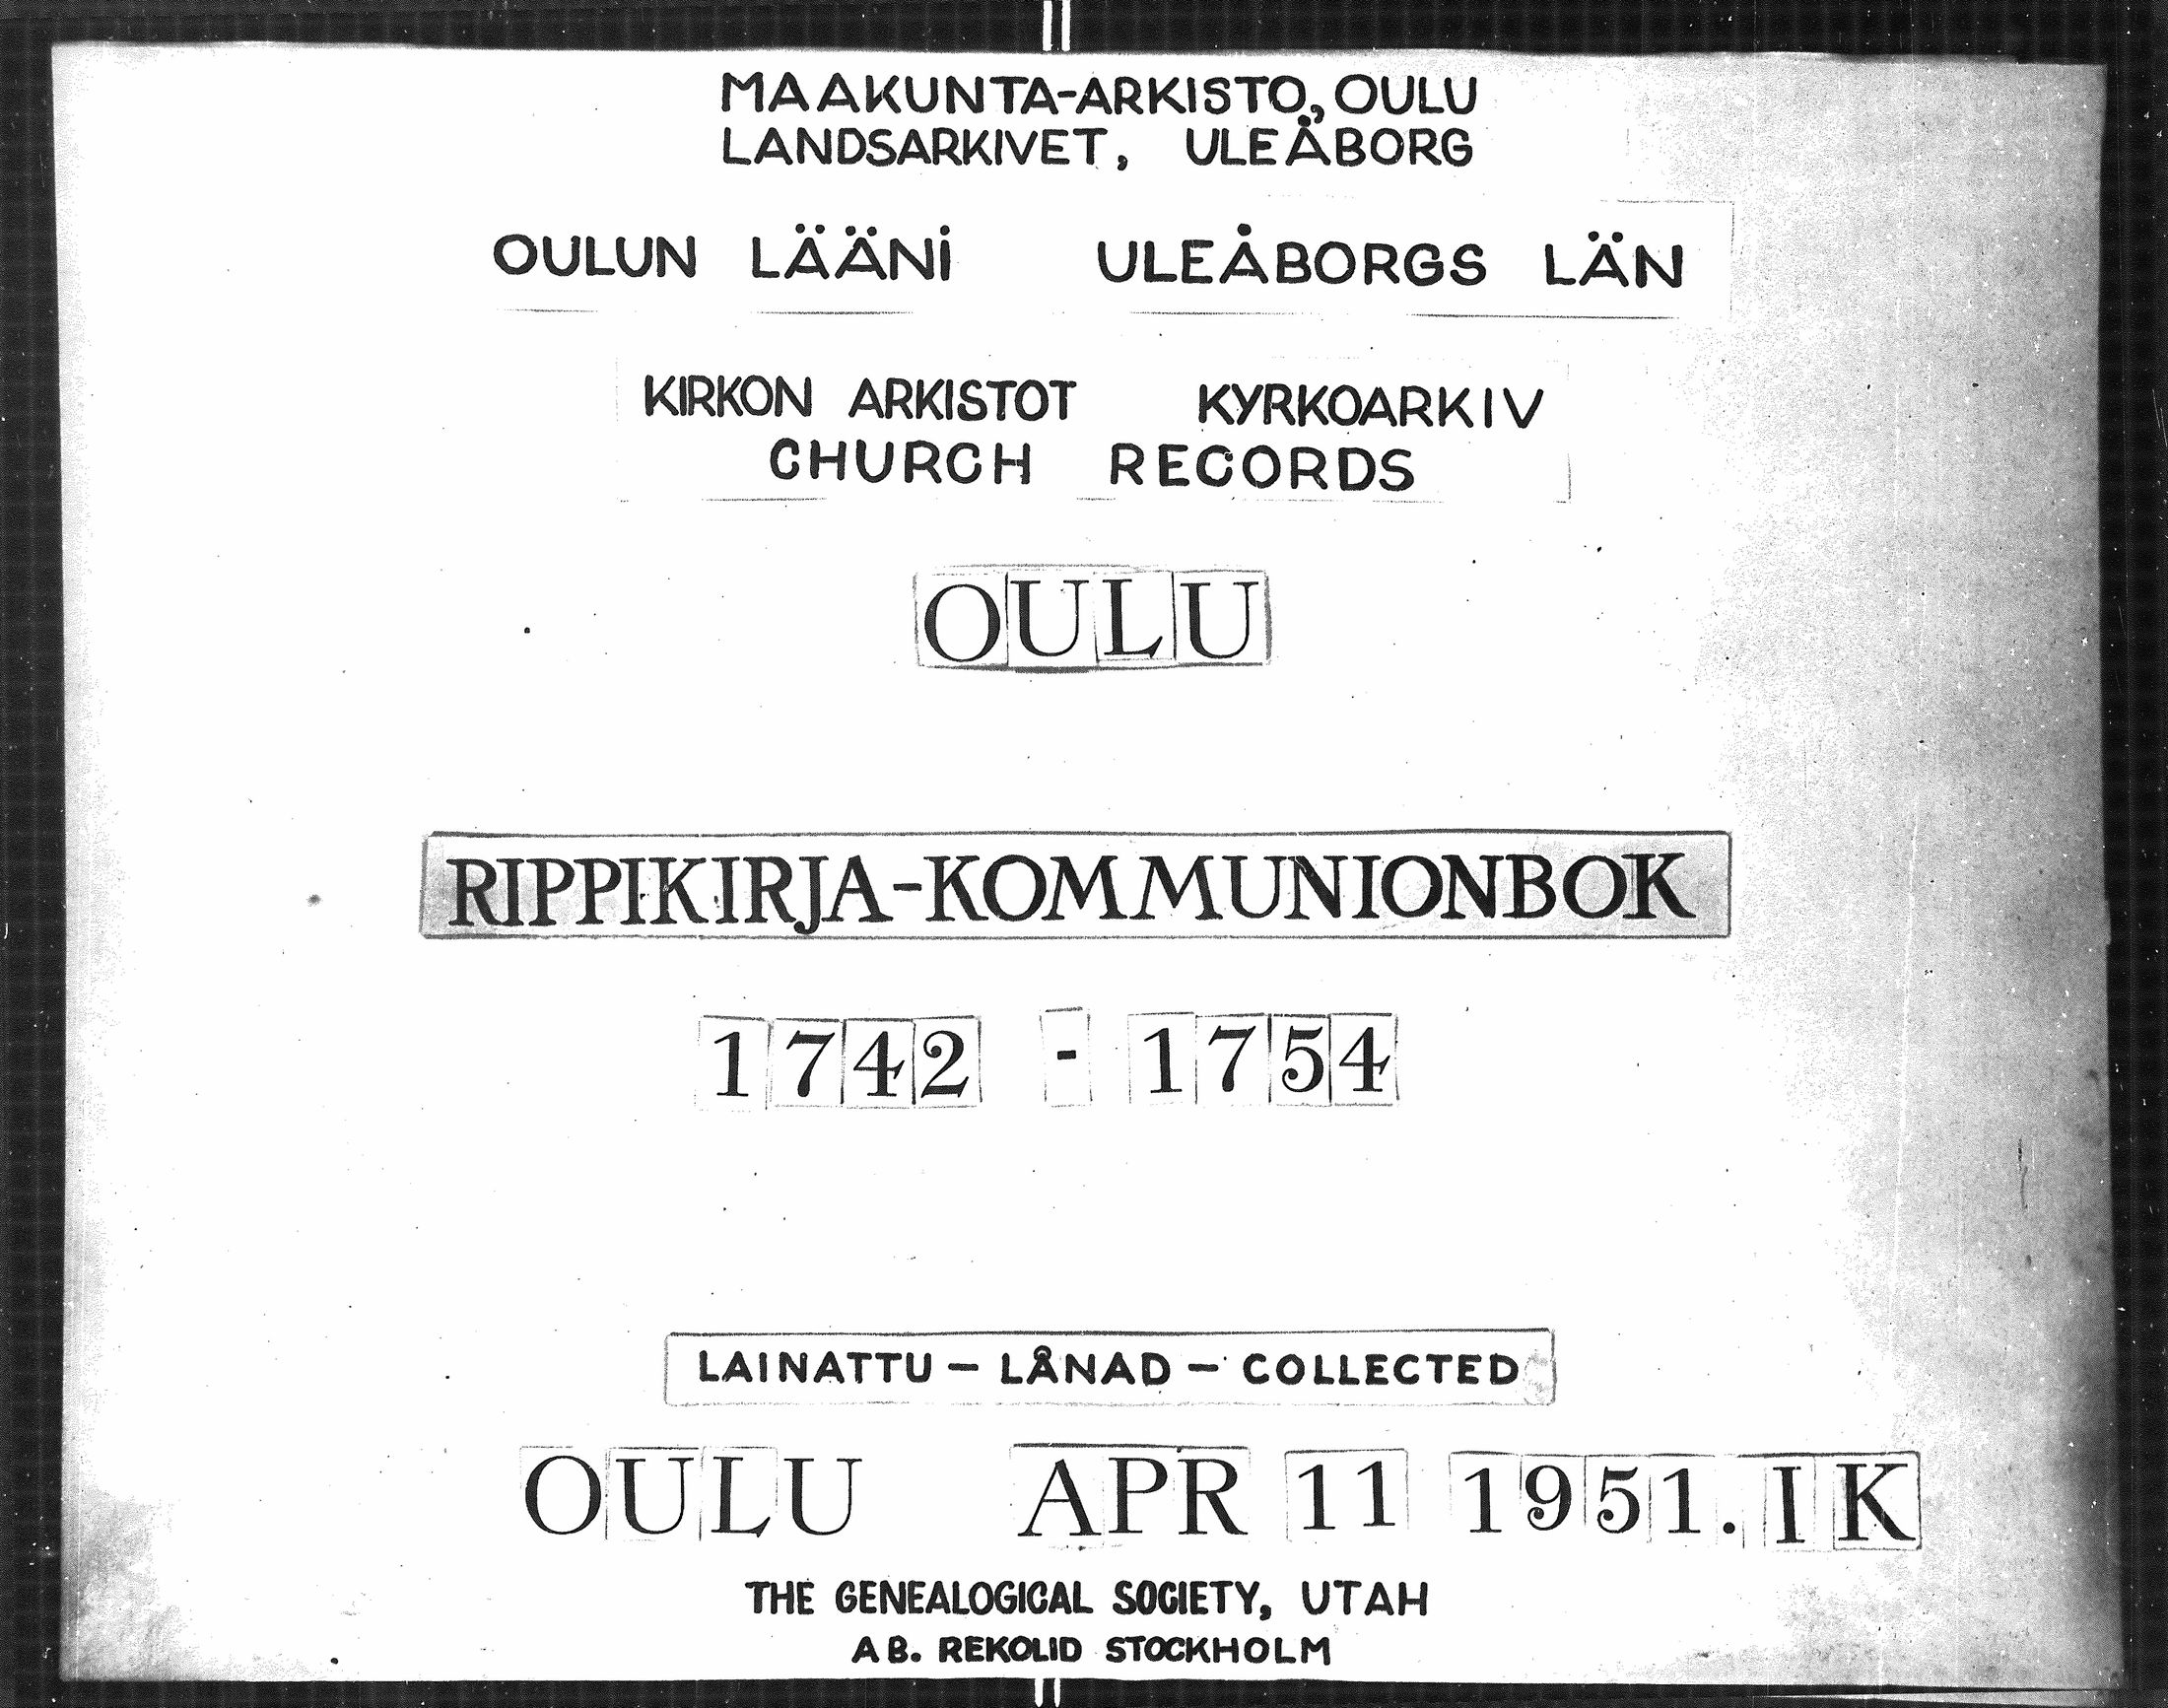 MAAKUNTA-ARKISTO, OULU
LANDSARKIVET, ULEÅBORG
OULUN LÄÄNI ULEÅBORGS LÄN
KIRKON ARKISTOT KYRKOARKIV
CHURCH RECORDS
OULU
RIPPIKIRJA-KOMMUNIONBOK
1742 - 1754
LAINATTU - LÅNAD - COLLECTED
OULU APR 11 1951. IK
THE GENEALOGICAL SOCIETY, UTAH
AB. REKOLID STOCKHOLM